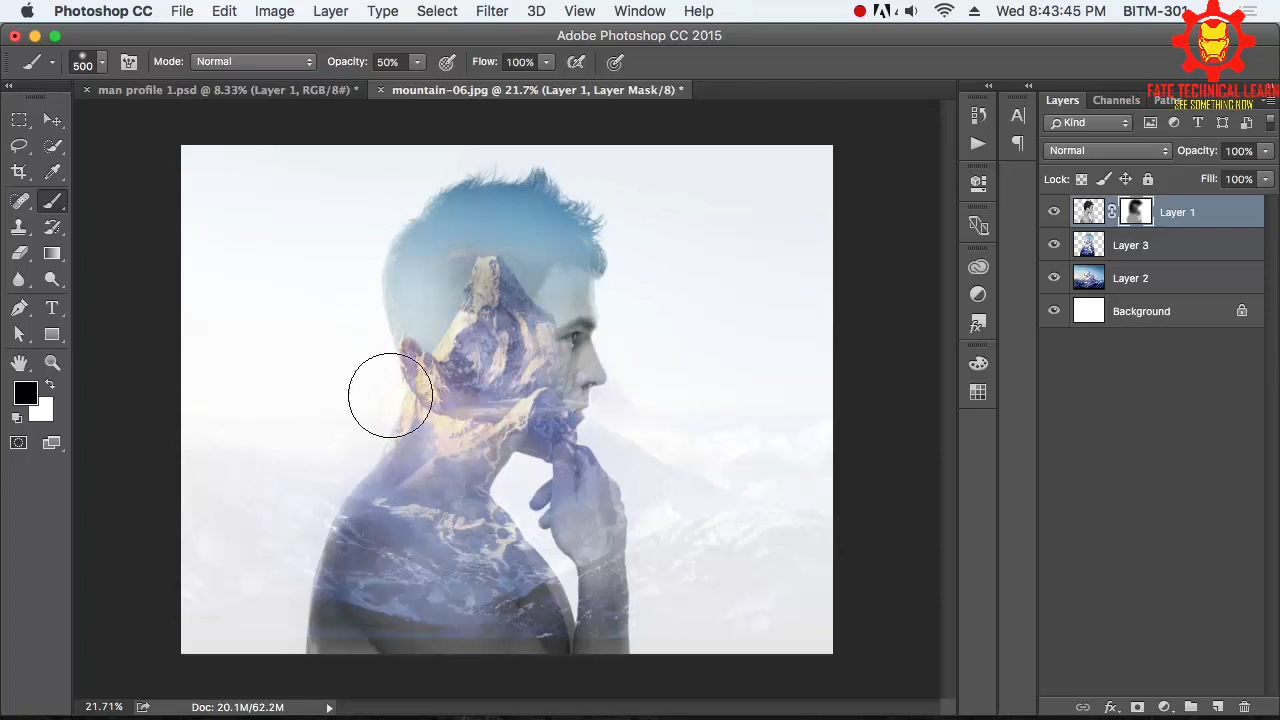 Photoshop CC File Edit Image Layer Type Select Filter 3D View Window Help 4 Wed 8:43:45 PM BITM-301
Adobe Photoshop CC 2015
500 Mode: Normal Opacity: 50% Flow: 100%
× man profile 1.psd @ 8.33% (Layer 1, RGB/8#) * × mountain-06.jpg @ 21.7% (Layer 1, Layer Mask/8) *
FATE TECHNICAL LEARN
SEE SOMETHING NOW
Layers Channels Paths
Kind
Normal Opacity: 100%
Lock: Fill: 100%
Layer 1
Layer 3
Layer 2
Background
21.71% Doc: 20.1M/62.2M